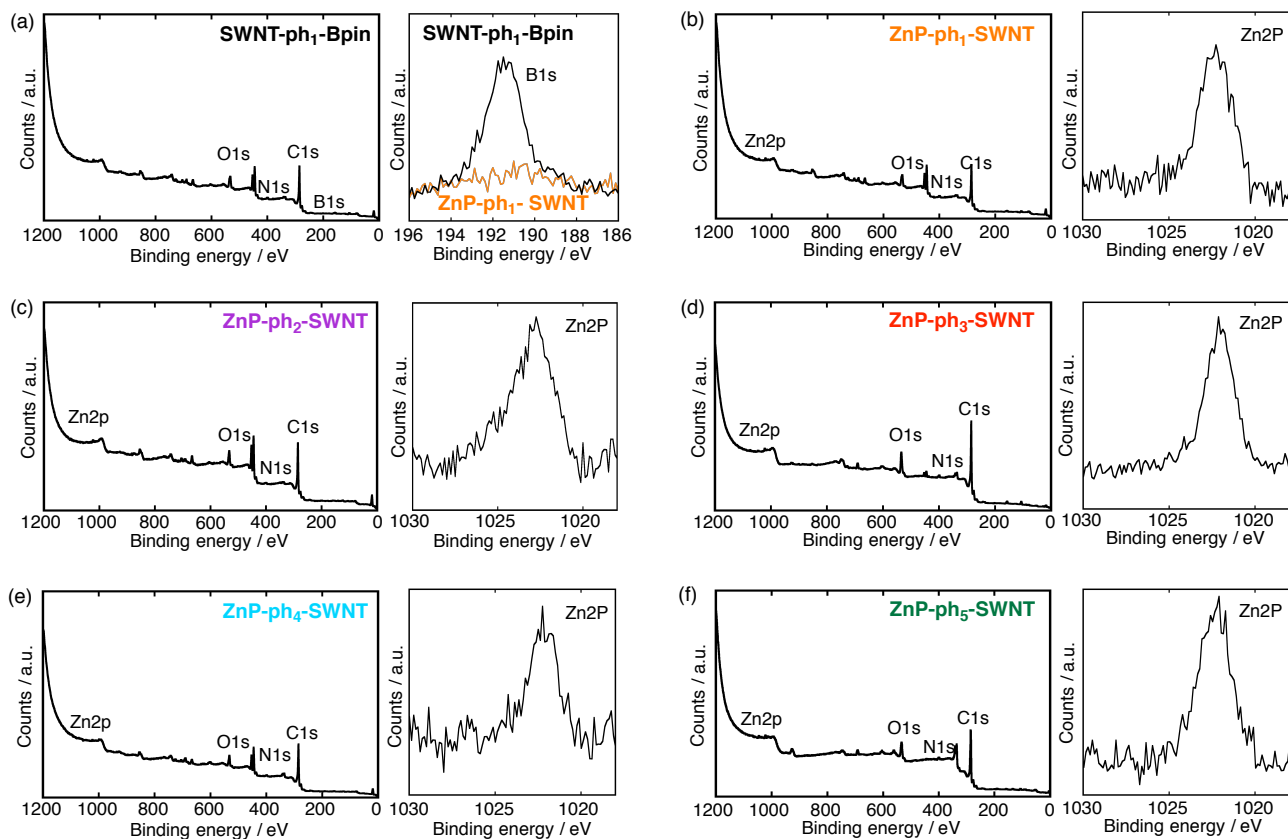 (a)
SWNT-ph1-Bpin
O1s
C1s
N1s
B1s
Counts / a.u.
1200 1000 800 600 400 200 0
Binding energy / eV
SWNT-ph1-Bpin
B1s
ZnP-ph1- SWNT
Counts / a.u.
196 194 192 190 188 186
Binding energy / eV
(b)
ZnP-ph1-SWNT
Zn2p
O1s
C1s
N1s
Counts / a.u.
1200 1000 800 600 400 200 0
Binding energy / eV
Zn2P
Counts / a.u.
1030 1025 1020
Binding energy / eV
(c)
ZnP-ph2-SWNT
Zn2p
O1s
C1s
N1s
Counts / a.u.
1200 1000 800 600 400 200 0
Binding energy / eV
Zn2P
Counts / a.u.
1030 1025 1020
Binding energy / eV
(d)
ZnP-ph3-SWNT
Zn2p
O1s
C1s
N1s
Counts / a.u.
1200 1000 800 600 400 200 0
Binding energy / eV
Zn2P
Counts / a.u.
1030 1025 1020
Binding energy / eV
(e)
ZnP-ph4-SWNT
Zn2p
O1s
C1s
N1s
Counts / a.u.
1200 1000 800 600 400 200 0
Binding energy / eV
Zn2P
Counts / a.u.
1030 1025 1020
Binding energy / eV
(f)
ZnP-ph5-SWNT
Zn2p
O1s
C1s
N1s
Counts / a.u.
1200 1000 800 600 400 200 0
Binding energy / eV
Zn2P
Counts / a.u.
1030 1025 1020
Binding energy / eV